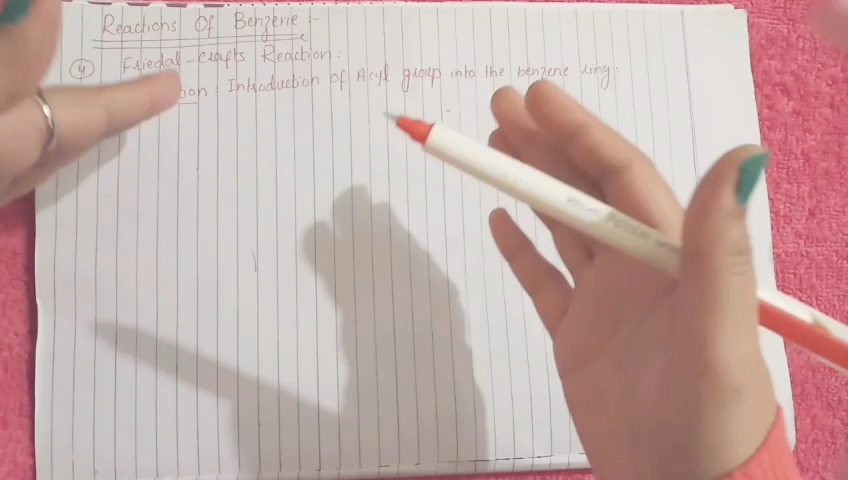 Reactions Of Benzene :-
4 Friedal-Crafts Reaction :
: Introduction of Acyl group into the benzene ring :